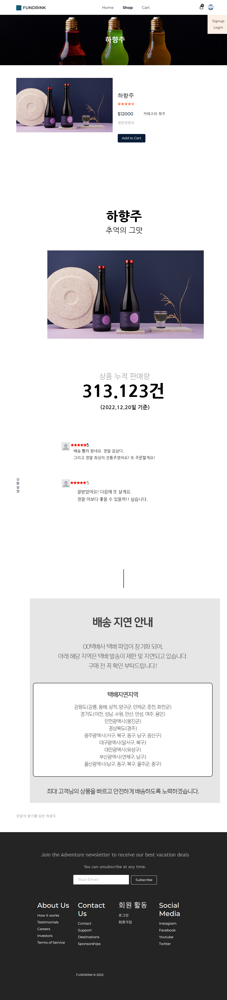 FUNDRINK
Home
Shop
Cart
0
Signup
Login
하향주
하향주
$12000
카테고리: 청주
정한민양조
Add to Cart
하향주
추억의 그맛
상품 누적 판매량
313.123건
(2022.12.20일 기준)
5
배송 빨리 왔네요. 정말 감삼다.
그리고 정말 최상의 전통주였어요! 또 주문할게요!
상
품
설
명
5
잘받았어요! 다음에 또 살게요.
정말 이보다 좋을 수 있을까!! 싶습니다.
배송 지연 안내
00택배사 택배 파업이 장기화 되어,
아래 해당 지역은 택배 발송이 제한 및 지연되고 있습니다.
구매 전 꼭 확인 부탁드립니다!
택배지연지역
강원도(강릉, 동해, 삼척, 양구군, 인제군, 춘천, 화천군)
경기도(이천, 성남, 수원, 안산, 안성, 여주, 용인)
인천광역시(웅진군)
경상북도(경주)
광주광역시(서구, 북구, 동구, 남구, 광산구)
대구광역시(달서구, 북구)
대전광역시(유성구)
부산광역시(연제구, 남구)
울산광역시(남구, 동구, 북구, 울주군, 중구)
최대 고객님의 상품을 빠르고 안전하게 배송하도록 노력하겠습니다.
연꽃의 향기를 담은 하향주
Join the Adventure newsletter to receive our best vacation deals
You can unsubscribe at any time.
Your Email
Subscribe
About Us
How it works
Testimonials
Careers
Investors
Terms of Service
Contact
Us
Contact
Support
Destinations
Sponsorships
회원 활동
로그인
회원가입
Social
Media
Instagram
Facebook
Youtube
Twitter
FUNDRINK © 2022